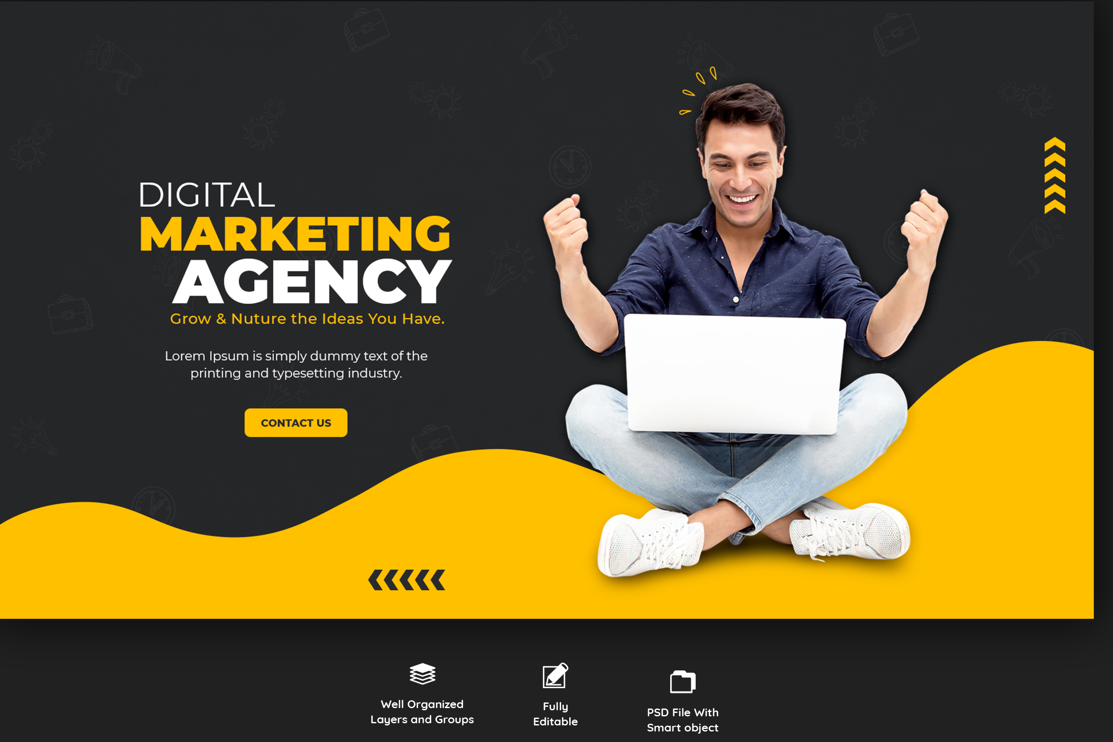 DIGITAL
MARKETING
AGENCY
Grow & Nuture the Ideas You Have.
Lorem Ipsum is simply dummy text of the
printing and typesetting industry.
CONTACT US
Well Organized
Layers and Groups
Fully
Editable
PSD File With
Smart object